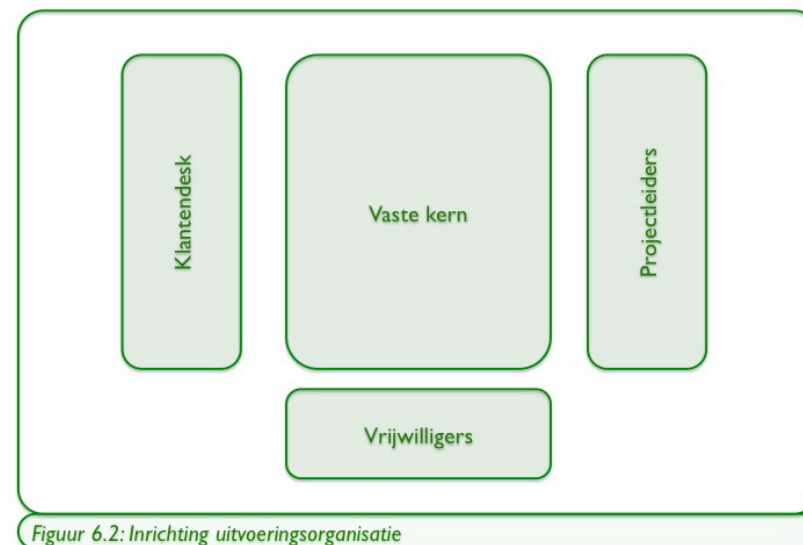 Klantendesk
Vaste kern
Projectleiders
Vrijwilligers
Figuur 6.2: Inrichting uitvoeringsorganisatie